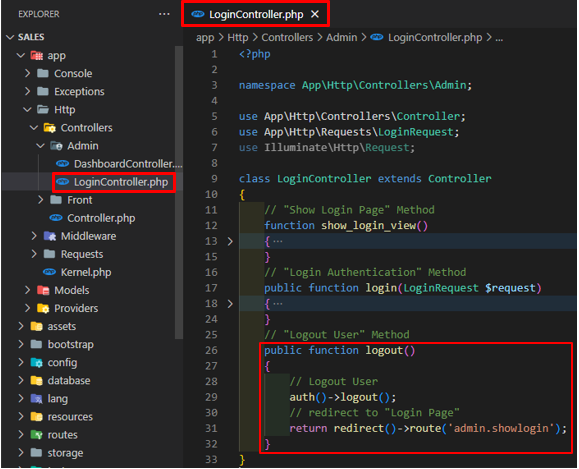 EXPLORER ···
SALES
app
Console
Exceptions
Http
Controllers
Admin
DashboardController....
LoginController.php
Front
Controller.php
Middleware
Requests
Kernel.php
Models
Providers
assets
bootstrap
config
database
lang
resources
routes
storage
LoginController.php ×
app > Http > Controllers > Admin > LoginController.php > ...
1 <?php
2
3 namespace App\Http\Controllers\Admin;
4
5 use App\Http\Controllers\Controller;
6 use App\Http\Requests\LoginRequest;
7 use Illuminate\Http\Request;
8
9 class LoginController extends Controller
10 {
11 // "Show Login Page" Method
12 function show_login_view()
13 > { ···
15 }
16 // "Login Authentication" Method
17 public function login(LoginRequest $request)
18 > { ···
24 }
25 // "Logout User" Method
26 public function logout()
27 {
28 // Logout User
29 auth()->logout();
30 // redirect to "Login Page"
31 return redirect()->route('admin.showlogin');
32 }
33 }